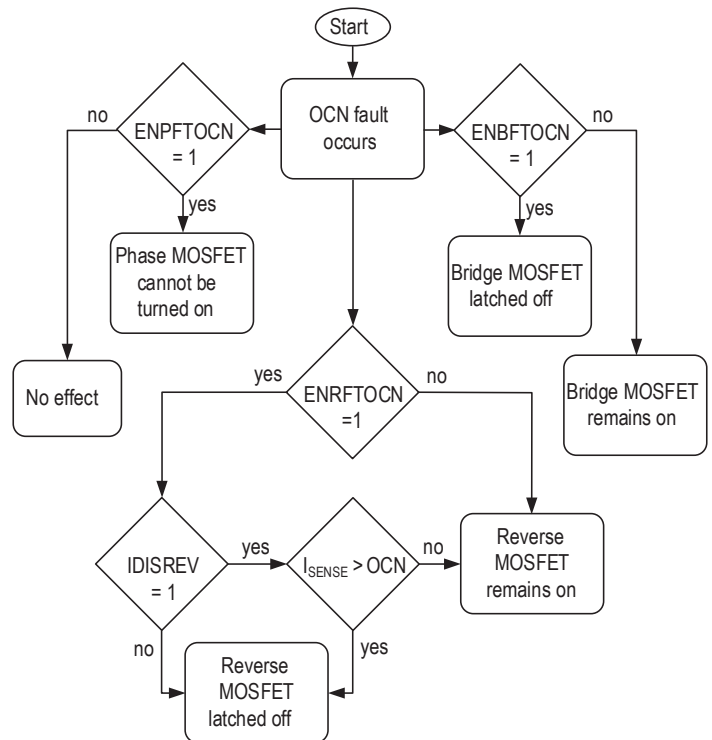 Start
OCN fault
occurs
no
ENPFTOCN
= 1
yes
Phase MOSFET
cannot be
turned on
No effect
ENBFTOCN
= 1
no
yes
Bridge MOSFET
latched off
Bridge MOSFET
remains on
yes
ENRFTOCN
=1
no
IDISREV
= 1
yes
no
ISENSE > OCN
no
yes
Reverse
MOSFET
remains on
Reverse
MOSFET
latched off